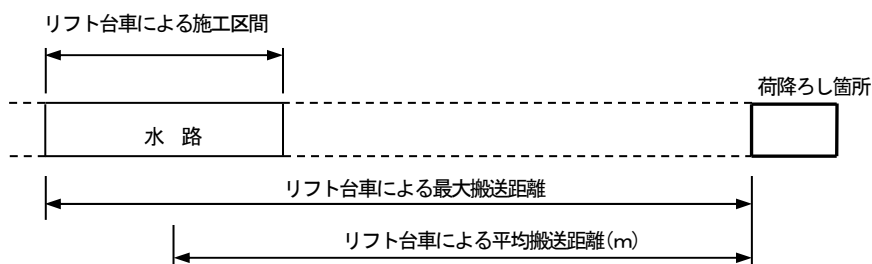 リフト台車による施工区間
荷降ろし箇所
水　路
リフト台車による最大搬送距離
リフト台車による平均搬送距離(m)